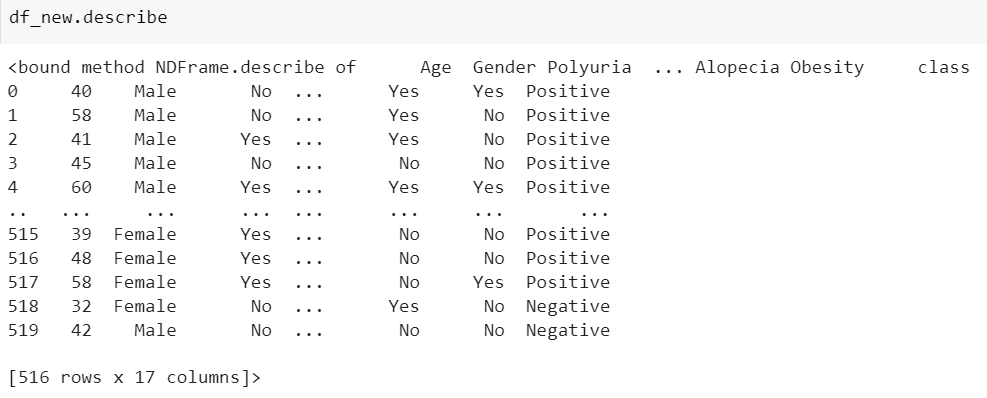 df_new.describe
<bound method NDFrame.describe of      Age  Gender Polyuria  ... Alopecia Obesity     class
0     40    Male       No  ...      Yes     Yes  Positive
1     58    Male       No  ...      Yes      No  Positive
2     41    Male      Yes  ...      Yes      No  Positive
3     45    Male       No  ...       No      No  Positive
4     60    Male      Yes  ...      Yes     Yes  Positive
..   ...     ...      ...  ...      ...     ...       ...
515   39  Female      Yes  ...       No      No  Positive
516   48  Female      Yes  ...       No      No  Positive
517   58  Female      Yes  ...       No     Yes  Positive
518   32  Female       No  ...      Yes      No  Negative
519   42    Male       No  ...       No      No  Negative
[516 rows x 17 columns]>